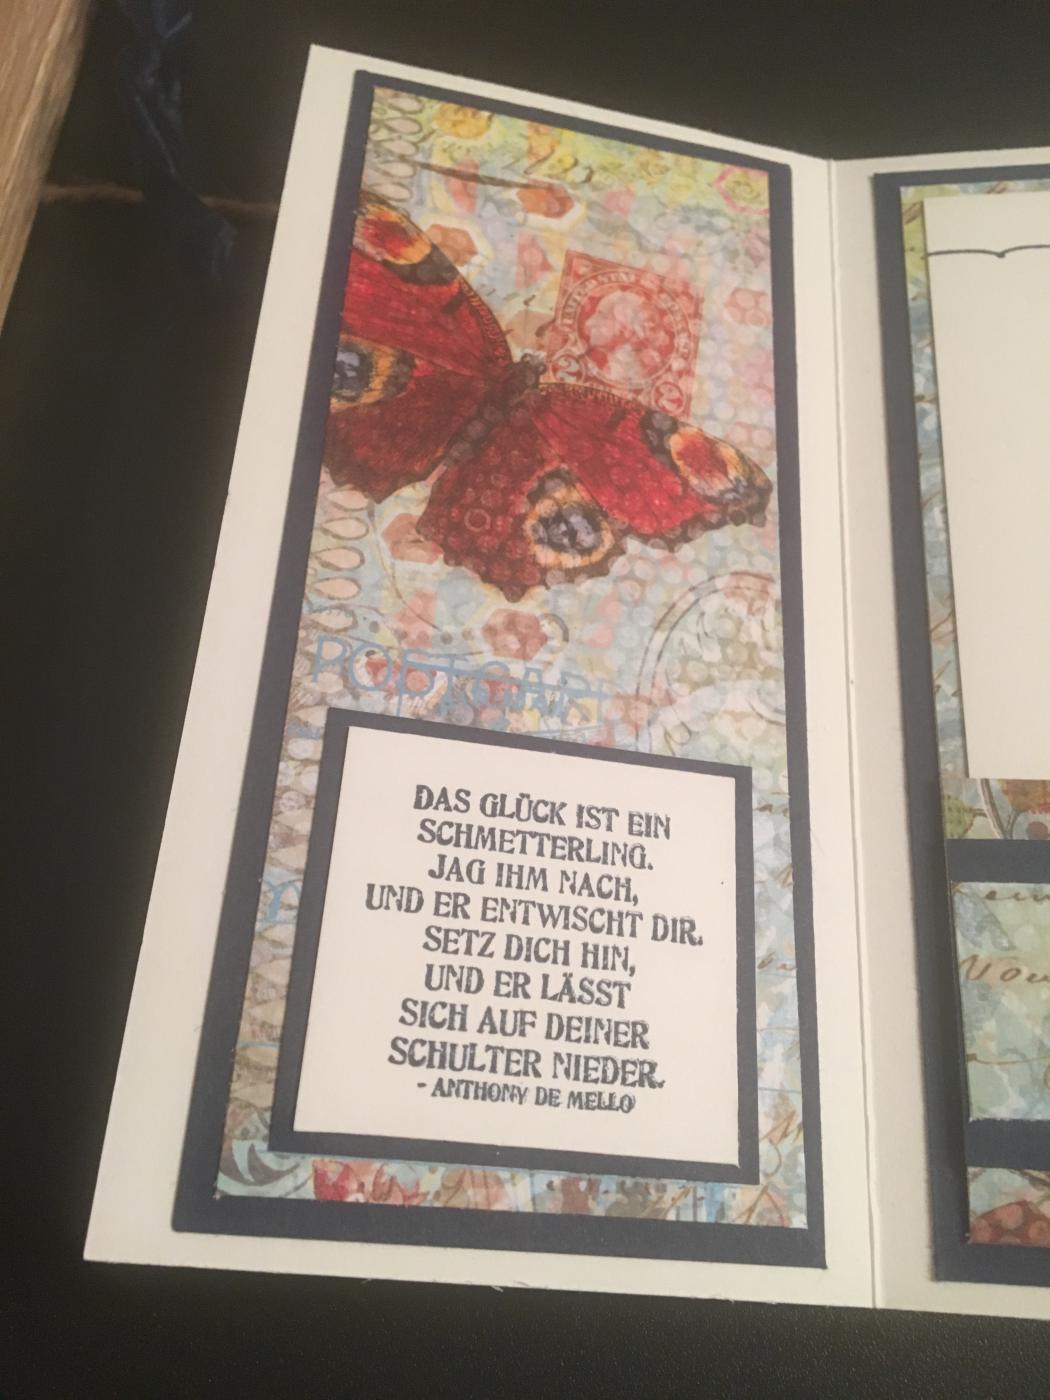 POSTCARD
DAS GLÜCK IST EIN
SCHMETTERLING.
JAG IHM NACH,
UND ER ENTWISCHT DIR.
SETZ DICH HIN,
UND ER LÄSST
SICH AUF DEINER
SCHULTER NIEDER.
- ANTHONY DE MELLO